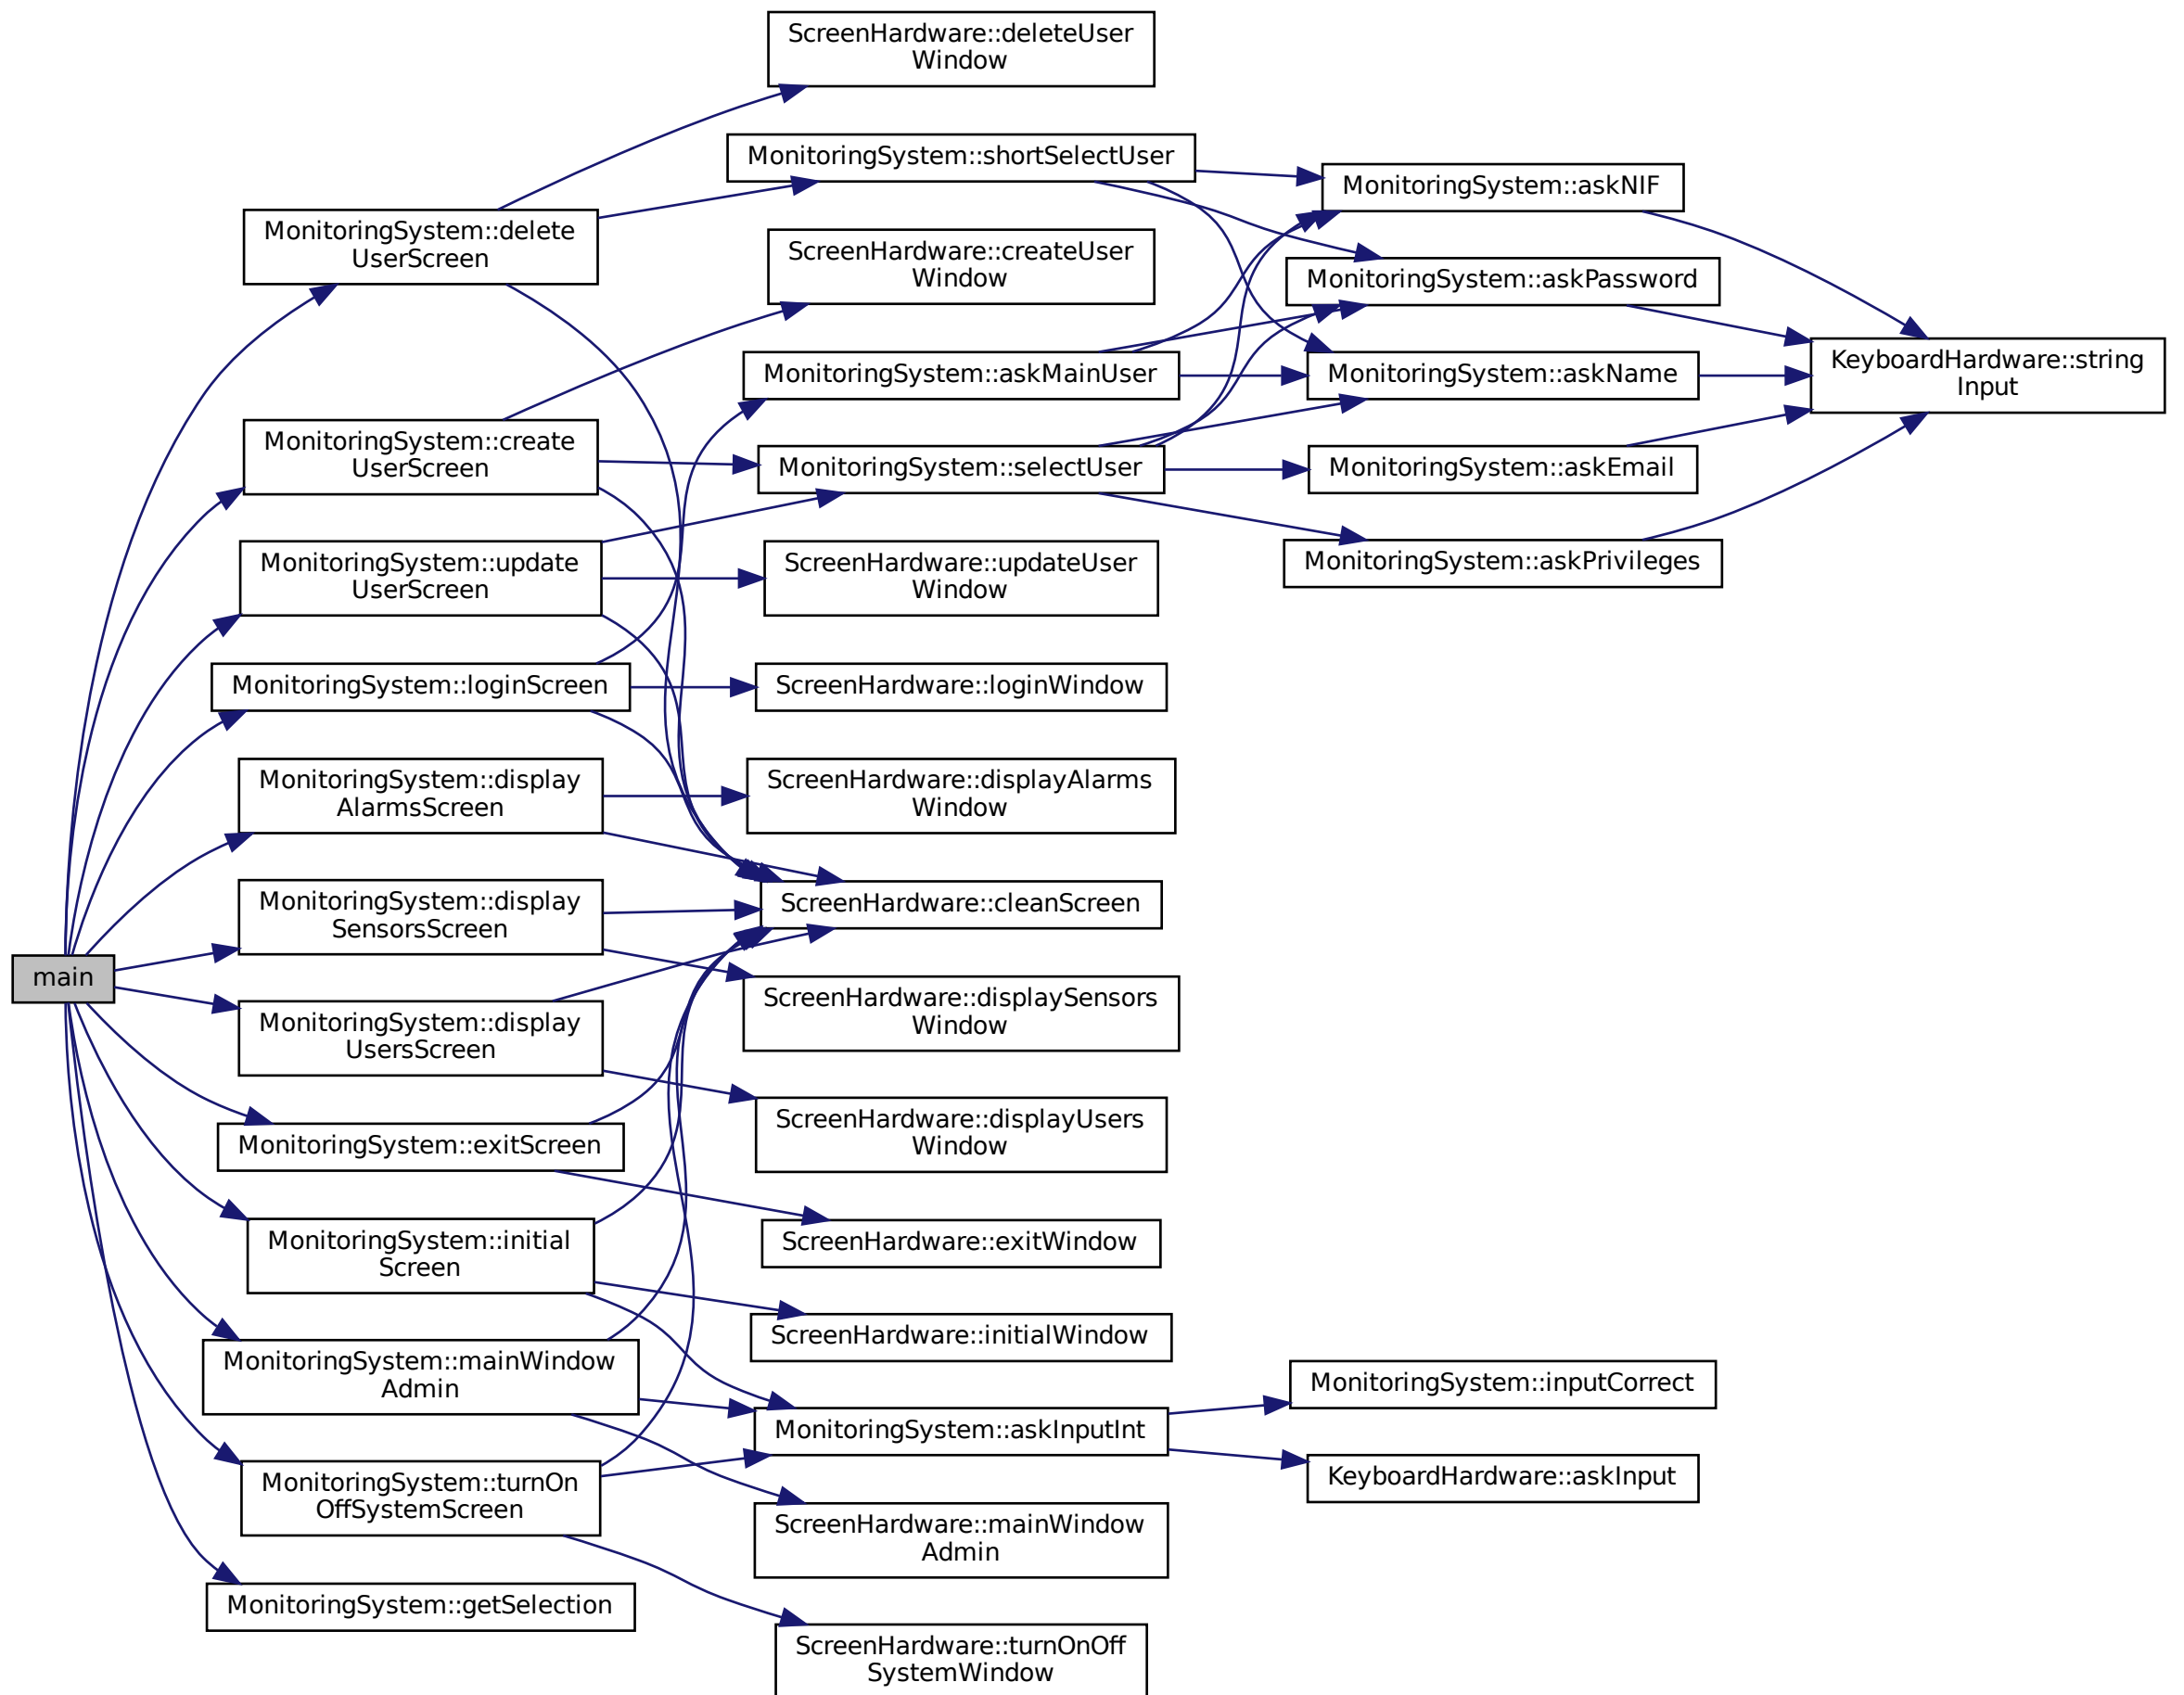 main
MonitoringSystem::delete
UserScreen
MonitoringSystem::create
UserScreen
MonitoringSystem::update
UserScreen
MonitoringSystem::loginScreen
MonitoringSystem::display
AlarmsScreen
MonitoringSystem::display
SensorsScreen
MonitoringSystem::display
UsersScreen
MonitoringSystem::exitScreen
MonitoringSystem::initial
Screen
MonitoringSystem::mainWindow
Admin
MonitoringSystem::turnOn
OffSystemScreen
MonitoringSystem::getSelection
ScreenHardware::deleteUser
Window
MonitoringSystem::shortSelectUser
ScreenHardware::createUser
Window
MonitoringSystem::askMainUser
MonitoringSystem::selectUser
ScreenHardware::updateUser
Window
ScreenHardware::loginWindow
ScreenHardware::displayAlarms
Window
ScreenHardware::cleanScreen
ScreenHardware::displaySensors
Window
ScreenHardware::displayUsers
Window
ScreenHardware::exitWindow
ScreenHardware::initialWindow
MonitoringSystem::askInputInt
ScreenHardware::mainWindow
Admin
ScreenHardware::turnOnOff
SystemWindow
MonitoringSystem::askNIF
MonitoringSystem::askPassword
MonitoringSystem::askName
MonitoringSystem::askEmail
MonitoringSystem::askPrivileges
MonitoringSystem::inputCorrect
KeyboardHardware::askInput
KeyboardHardware::string
Input